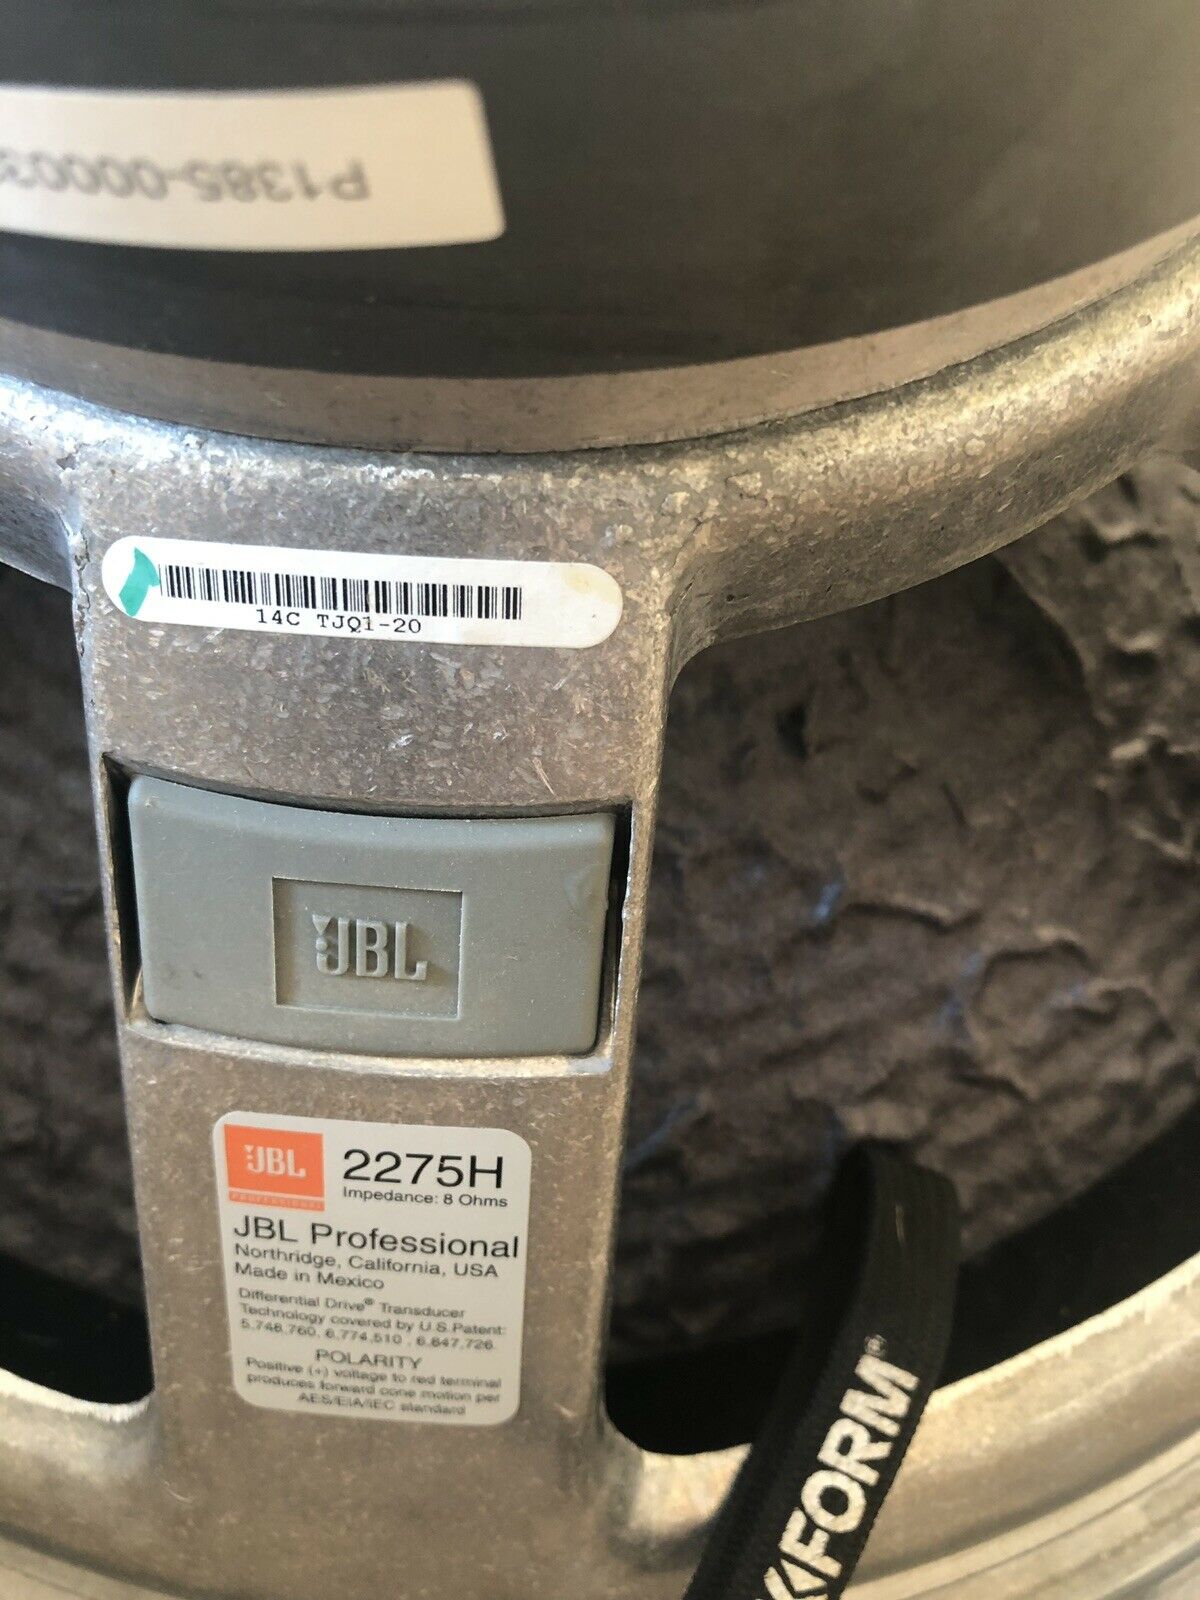 P1385-00003
14C TJQ1-20
JBL
JBL
PROFESSIONAL
2275H
Impedance: 8 Ohms
JBL Professional
Northridge, California, USA
Made in Mexico
Differential Drive® Transducer
Technology covered by U.S.Patent:
5,748,760. 6,774,510 , 6,847,726.
POLARITY
Positive (+) voltage to red terminal
produces forward cone motion per
AES/EIA/IEC standard
KFORM®